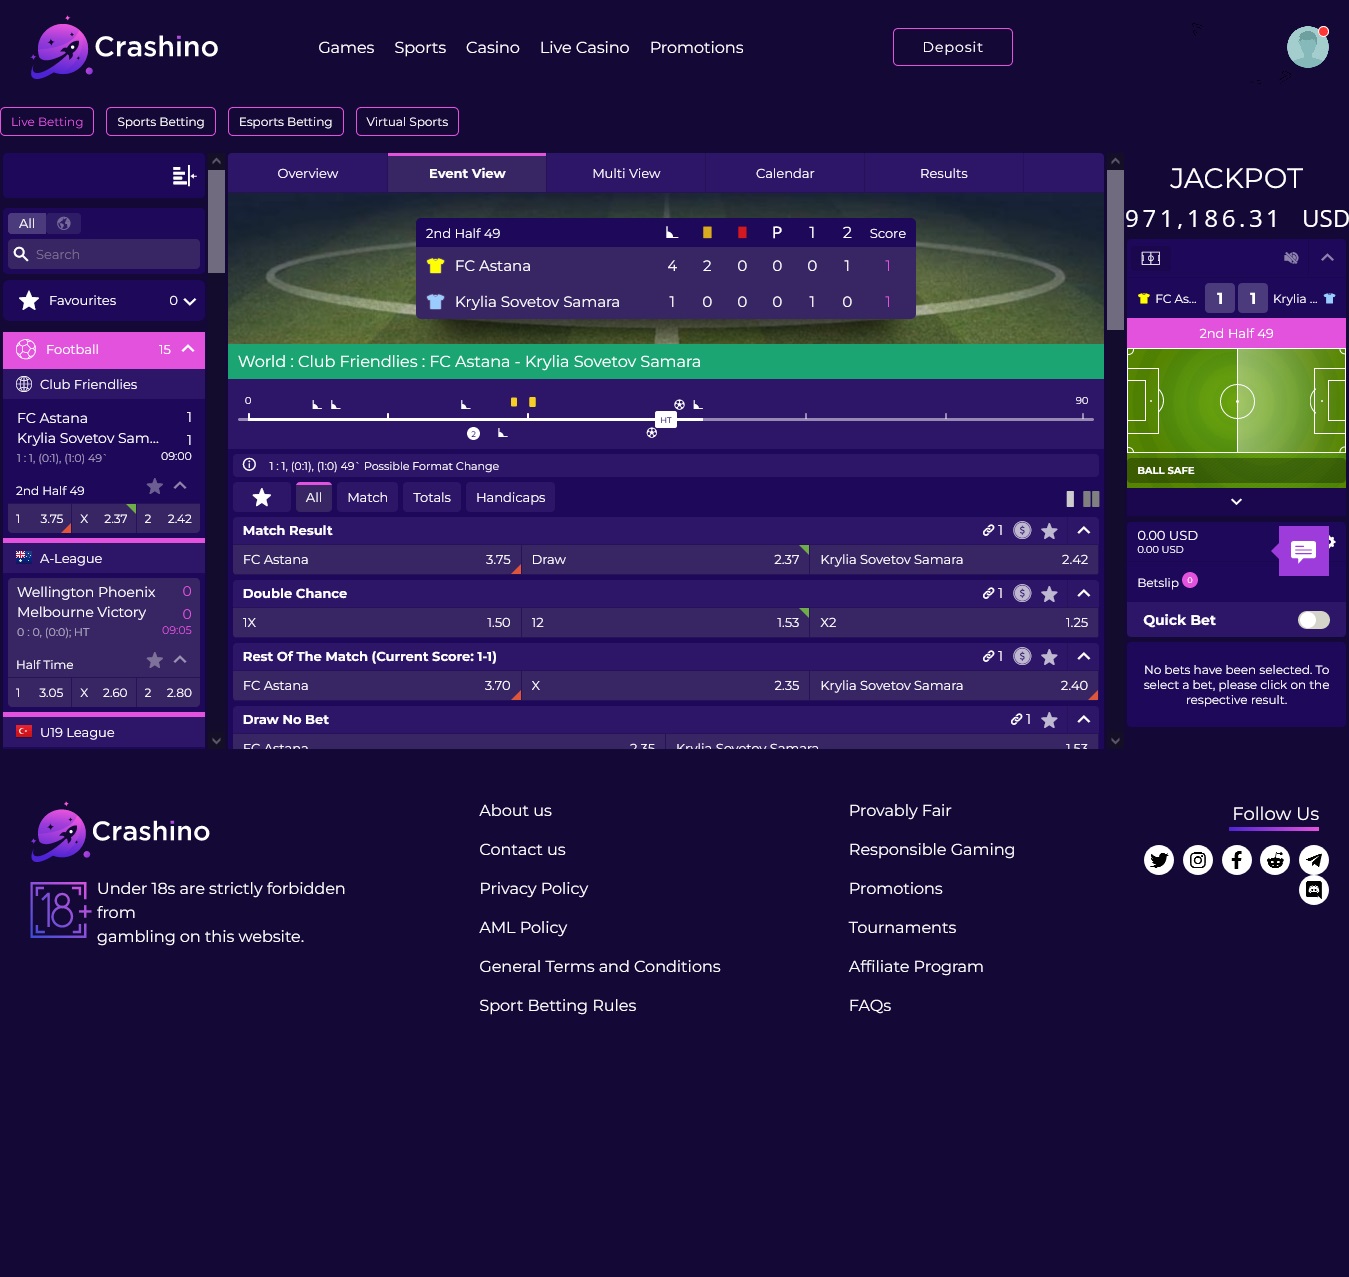 Crashino
Games Sports Casino Live Casino Promotions
Deposit
Live Betting Sports Betting Esports Betting Virtual Sports
All
Search
Favourites 0
Football 15
Club Friendlies
FC Astana 1
Krylia Sovetov Sam... 1
1 : 1, (0:1), (1:0) 49` 09:00
2nd Half 49
1 3.75 X 2.37 2 2.42
A-League
Wellington Phoenix 0
Melbourne Victory 0
0 : 0, (0:0); HT 09:05
Half Time
1 3.05 X 2.60 2 2.80
U19 League
Overview Event View Multi View Calendar Results
2nd Half 49 P 1 2 Score
FC Astana 4 2 0 0 0 1 1
Krylia Sovetov Samara 1 0 0 0 1 0 1
World : Club Friendlies : FC Astana - Krylia Sovetov Samara
0 90
HT
2
1 : 1, (0:1), (1:0) 49` Possible Format Change
All Match Totals Handicaps
Match Result 1
FC Astana 3.75 Draw 2.37 Krylia Sovetov Samara 2.42
Double Chance 1
1X 1.50 12 1.53 X2 1.25
Rest Of The Match (Current Score: 1-1) 1
FC Astana 3.70 X 2.35 Krylia Sovetov Samara 2.40
Draw No Bet 1
FC Astana 2.35 Krylia Sovetov Samara 1.53
JACKPOT
971,186.31 USD
FC As... 1 1 Krylia ...
2nd Half 49
BALL SAFE
0.00 USD
0.00 USD
Betslip 0
Quick Bet
No bets have been selected. To
select a bet, please click on the
respective result.
Crashino
18+
Under 18s are strictly forbidden
from
gambling on this website.
About us
Contact us
Privacy Policy
AML Policy
General Terms and Conditions
Sport Betting Rules
Provably Fair
Responsible Gaming
Promotions
Tournaments
Affiliate Program
FAQs
Follow Us